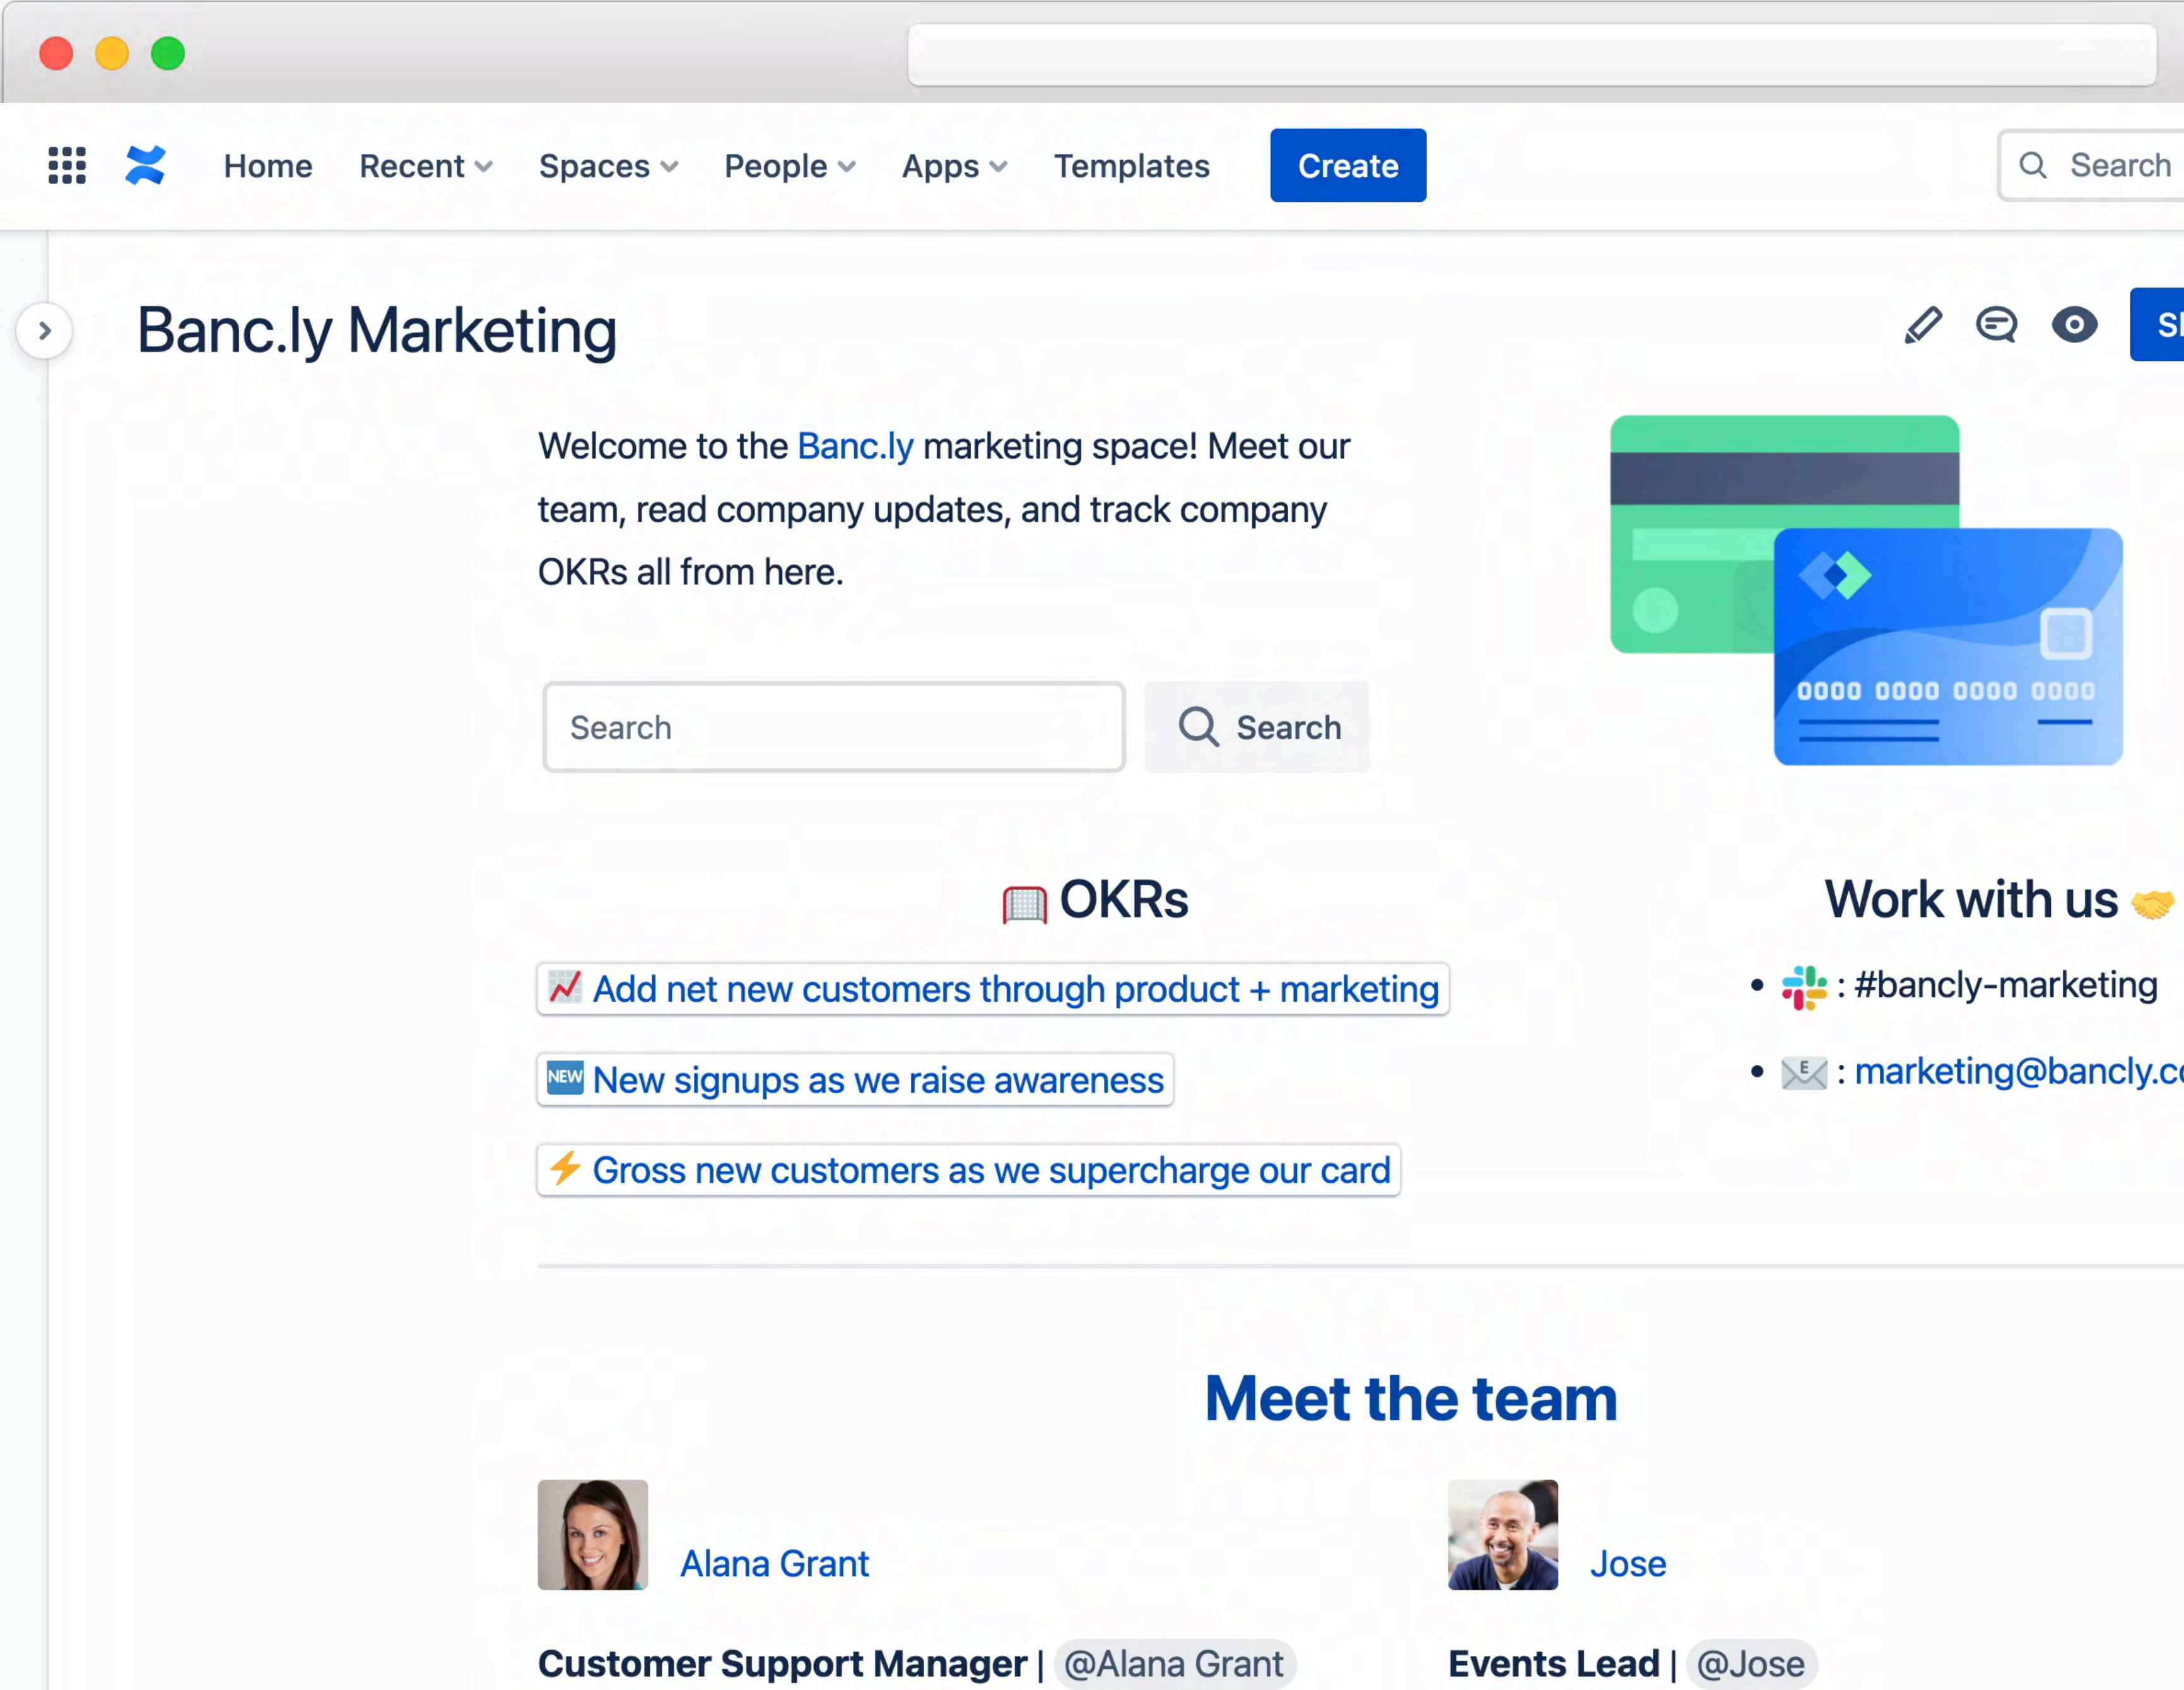 Home Recent Spaces People Apps Templates Create Search
Banc.ly Marketing
Welcome to the Banc.ly marketing space! Meet our
team, read company updates, and track company
OKRs all from here.
0000 0000 0000 0000
Search Search
OKRs
Add net new customers through product + marketing
NEW New signups as we raise awareness
Gross new customers as we supercharge our card
Work with us
: #bancly-marketing
E : marketing@bancly.c
Meet the team
Alana Grant
Customer Support Manager | @Alana Grant
Jose
Events Lead | @Jose